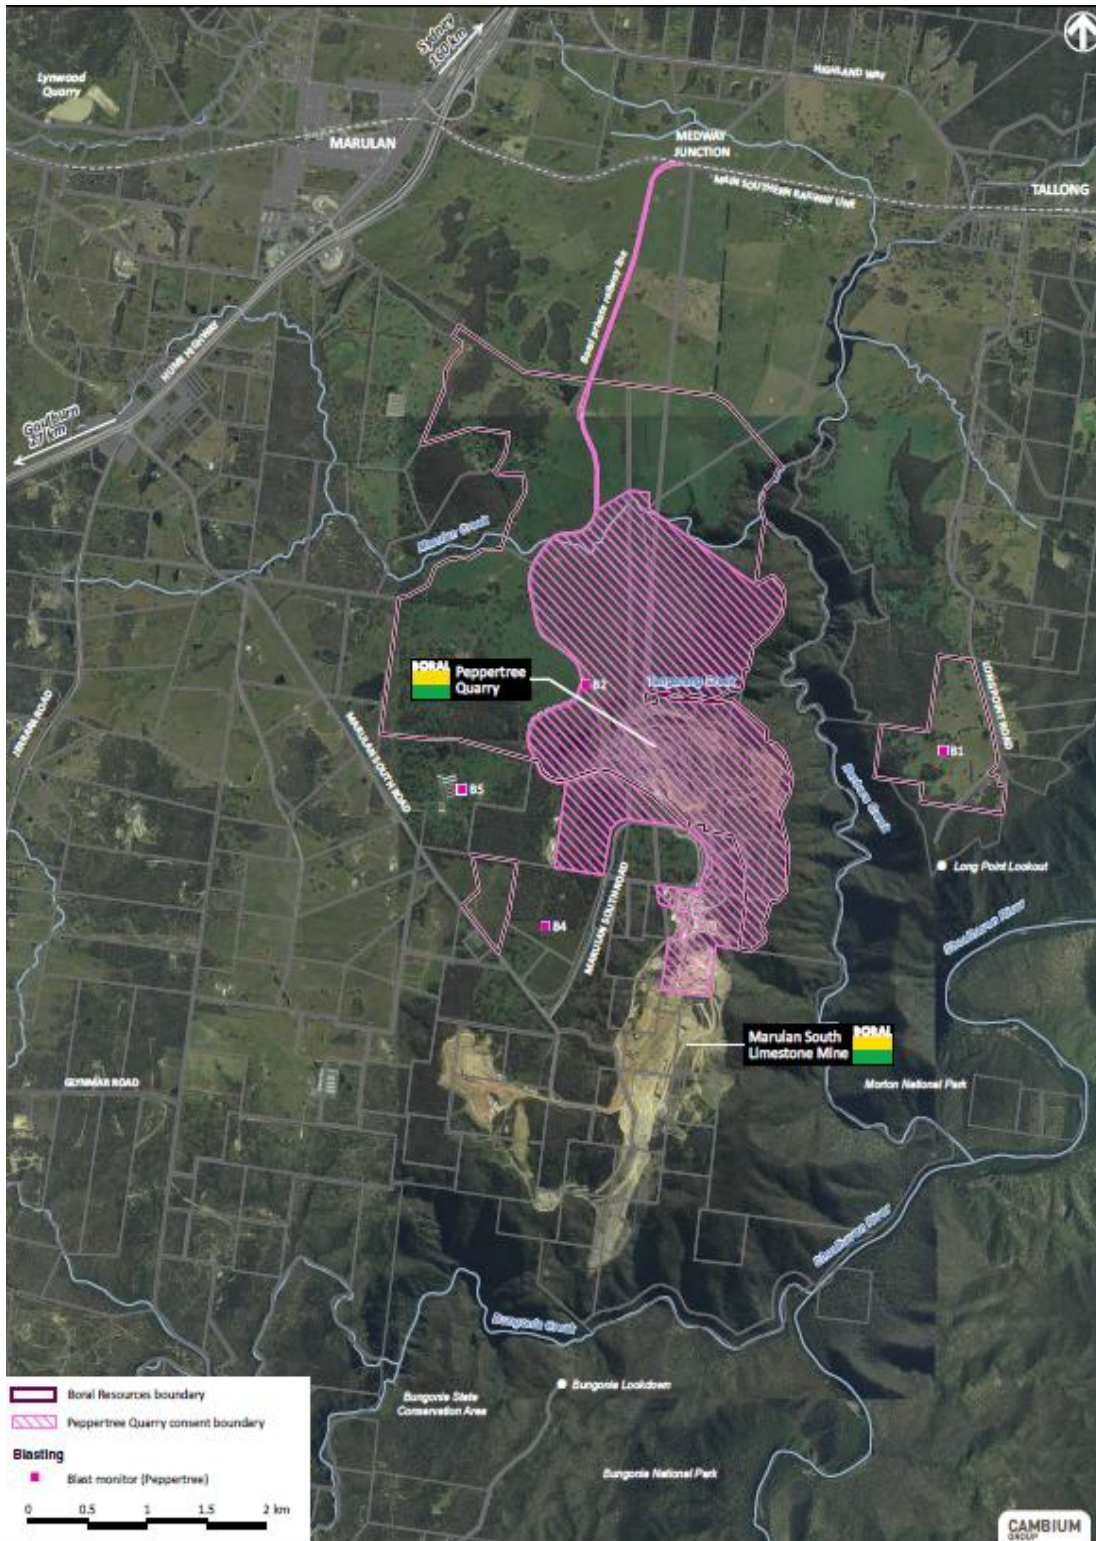 Sydney
160 km
HIGHLAND WAY
Lynwood
Quarry
MARULAN
MEDWAY
JUNCTION
MAIN SOUTHERN RAILWAY LINE
TALLONG
Boral private railway line
HUME HIGHWAY
Goulburn
27 km
Marulan Creek
BORAL
Peppertree
Quarry
B2
Tangarang Creek
JERRARA ROAD
MARULAN SOUTH ROAD
LONG POINT ROAD
B1
B5
Barbers Creek
Long Point Lookout
B4
MARULAN SOUTH ROAD
Shoalhaven River
Marulan South
Limestone Mine
BORAL
GLYNMAR ROAD
Morton National Park
Shoalhaven River
Bungonia Creek
Bungonia Lookdown
Bungonia State
Conservation Area
Bungonia National Park
Boral Resources boundary
Peppertree Quarry consent boundary
Blasting
Blast monitor (Peppertree)
0 0.5 1 1.5 2 km
CAMBIUM
GROUP